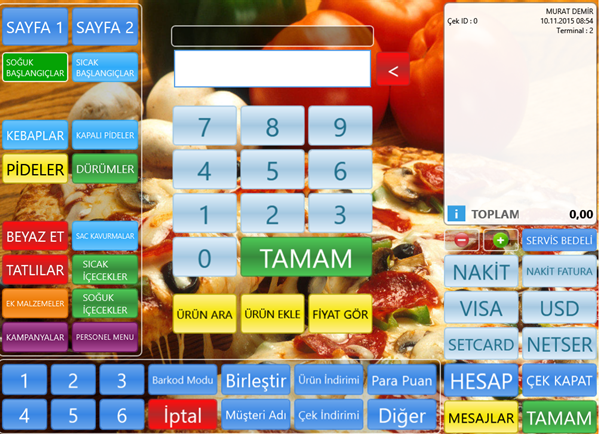 SAYFA 1
SAYFA 2
SOĞUK
BAŞLANGIÇLAR
SICAK
BAŞLANGIÇLAR
KEBAPLAR
KAPALI PİDELER
PİDELER
DÜRÜMLER
BEYAZ ET
SAC KAVURMALAR
TATLILAR
SICAK
İÇECEKLER
EK MALZEMELER
SOĞUK
İÇECEKLER
KAMPANYALAR
PERSONEL MENU
<
7 8 9
4 5 6
1 2 3
0 TAMAM
ÜRÜN ARA
ÜRÜN EKLE
FİYAT GÖR
MURAT DEMİR
Çek ID : 0
10.11.2015 08:54
Terminal : 2
i TOPLAM 0,00
SERVİS BEDELİ
NAKİT
NAKİT FATURA
VISA
USD
SETCARD
NETSER
1 2 3 Barkod Modu Birleştir Ürün İndirimi Para Puan HESAP ÇEK KAPAT
4 5 6 İptal Müşteri Adı Çek İndirimi Diğer MESAJLAR TAMAM